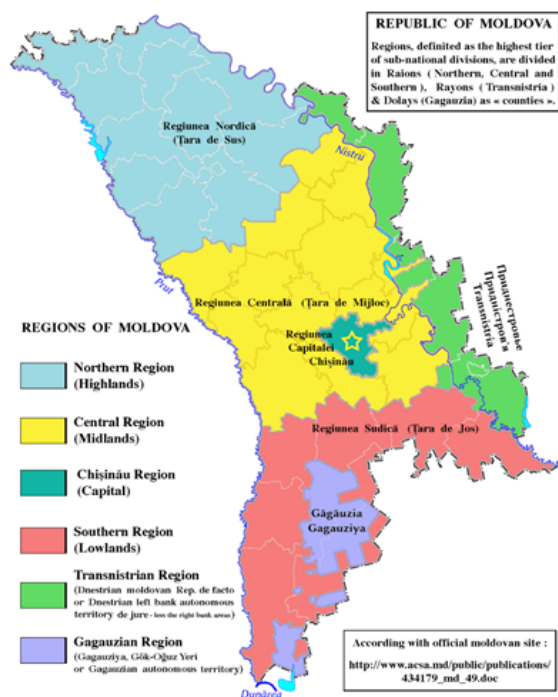 REPUBLIC OF MOLDOVA
Regions, definited as the highest tier
of sub-national divisions, are divided
in Raions (Northern, Central and
Southern), Rayons (Transnistria)
& Dolays (Gagauzia) as « counties ».
Regiunea Nordică
(Țara de Sus)
Nistru
Prut
Regiunea Centrală (Țara de Mijloc)
Regiunea
Capitalei
Chișinău
Приднестровье
Придністров'я
Transnistria
Regiunea Sudică (Țara de Jos)
Găgăuzia
Gagauziya
Dunărea
REGIONS OF MOLDOVA
Northern Region
(Highlands)
Central Region
(Midlands)
Chișinău Region
(Capital)
Southern Region
(Lowlands)
Transnistrian Region
(Dnestrian moldovan Rep. de facto
or Dnestrian left bank autonomous
territory de jure - less the right bank areas)
Gagauzian Region
(Gagauziya, Gök-Oğuz Yeri
or Gagauzian autonomous territory)
According with official moldovan site :
http://www.acsa.md/public/publications/
434179_md_49.doc